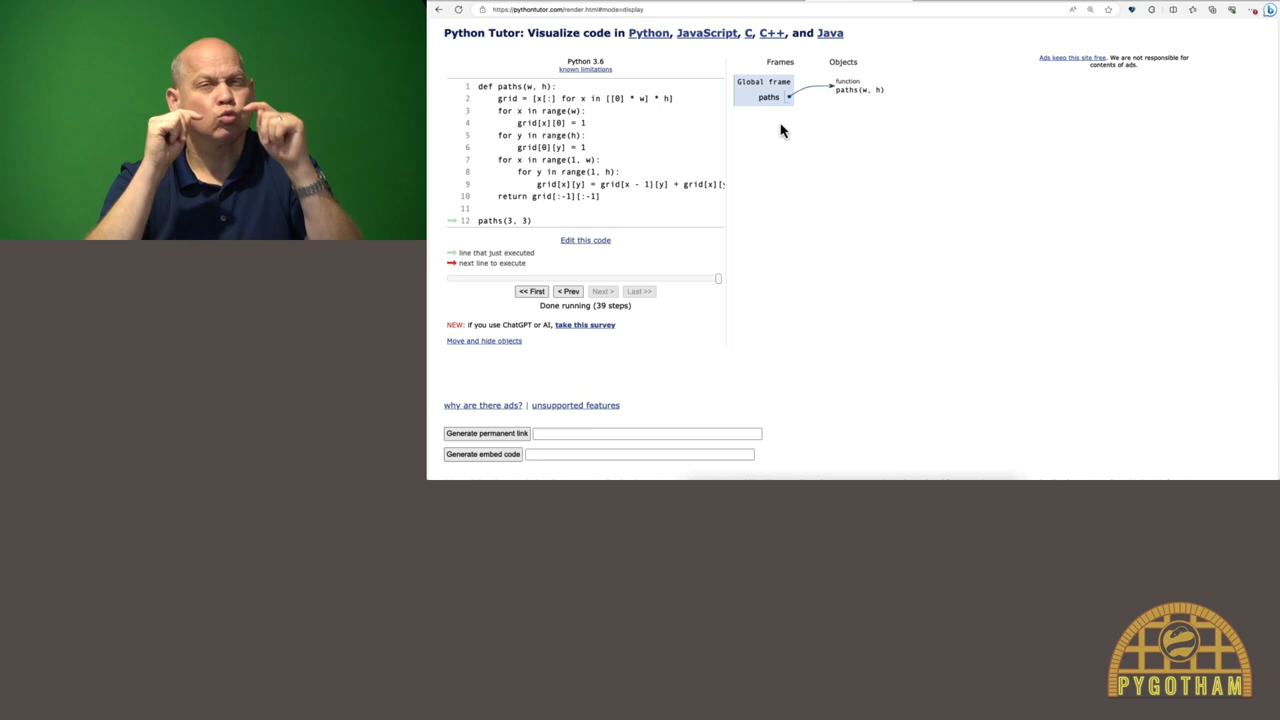 https://pythontutor.com/render.html#mode=display
Python Tutor: Visualize code in Python, JavaScript, C, C++, and Java
Python 3.6
known limitations
1 def paths(w, h):
2 grid = [x[:] for x in [[0] * w] * h]
3 for x in range(w):
4 grid[x][0] = 1
5 for y in range(h):
6 grid[0][y] = 1
7 for x in range(1, w):
8 for y in range(1, h):
9 grid[x][y] = grid[x - 1][y] + grid[x][y
10 return grid[:-1][:-1]
11
12 paths(3, 3)
Edit this code
line that just executed
next line to execute
<< First < Prev Next > Last >>
Done running (39 steps)
NEW: if you use ChatGPT or AI, take this survey
Move and hide objects
Frames Objects
Global frame
paths
function
paths(w, h)
Ads keep this site free. We are not responsible
for contents of ads.
why are there ads? | unsupported features
Generate permanent link
Generate embed code
PYGOTHAM